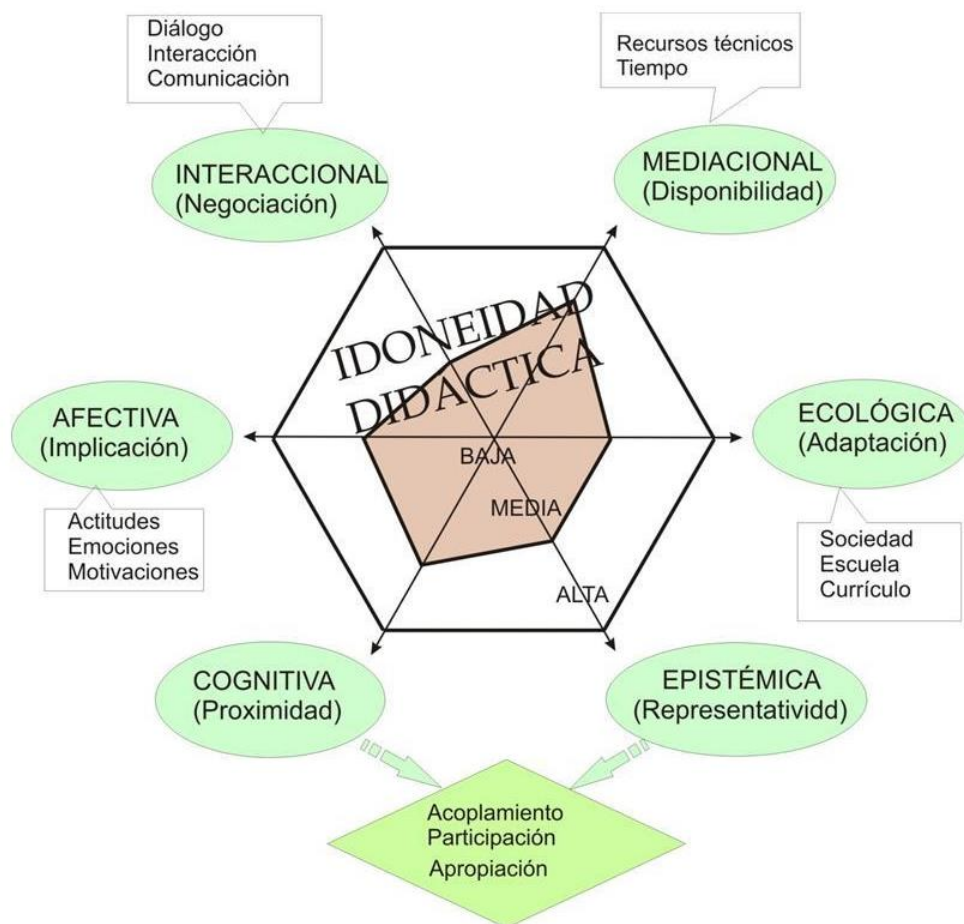 Diálogo
Interacción
Comunicaciòn
Recursos técnicos
Tiempo
INTERACCIONAL
(Negociación)
MEDIACIONAL
(Disponibilidad)
IDONEIDAD
DIDACTICA
AFECTIVA
(Implicación)
ECOLÓGICA
(Adaptación)
BAJA
MEDIA
ALTA
Actitudes
Emociones
Motivaciones
Sociedad
Escuela
Currículo
COGNITIVA
(Proximidad)
EPISTÉMICA
(Representatividd)
Acoplamiento
Participación
Apropiación